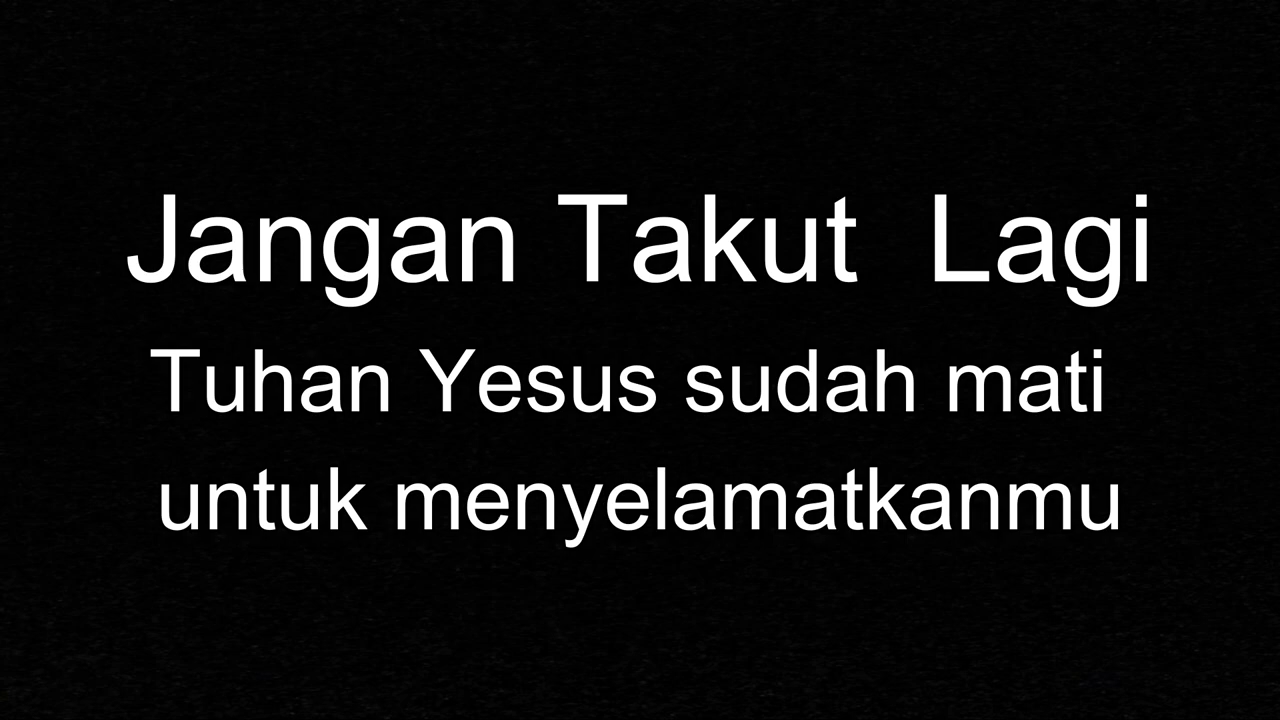 Jangan Takut Lagi
Tuhan Yesus sudah mati
untuk menyelamatkanmu